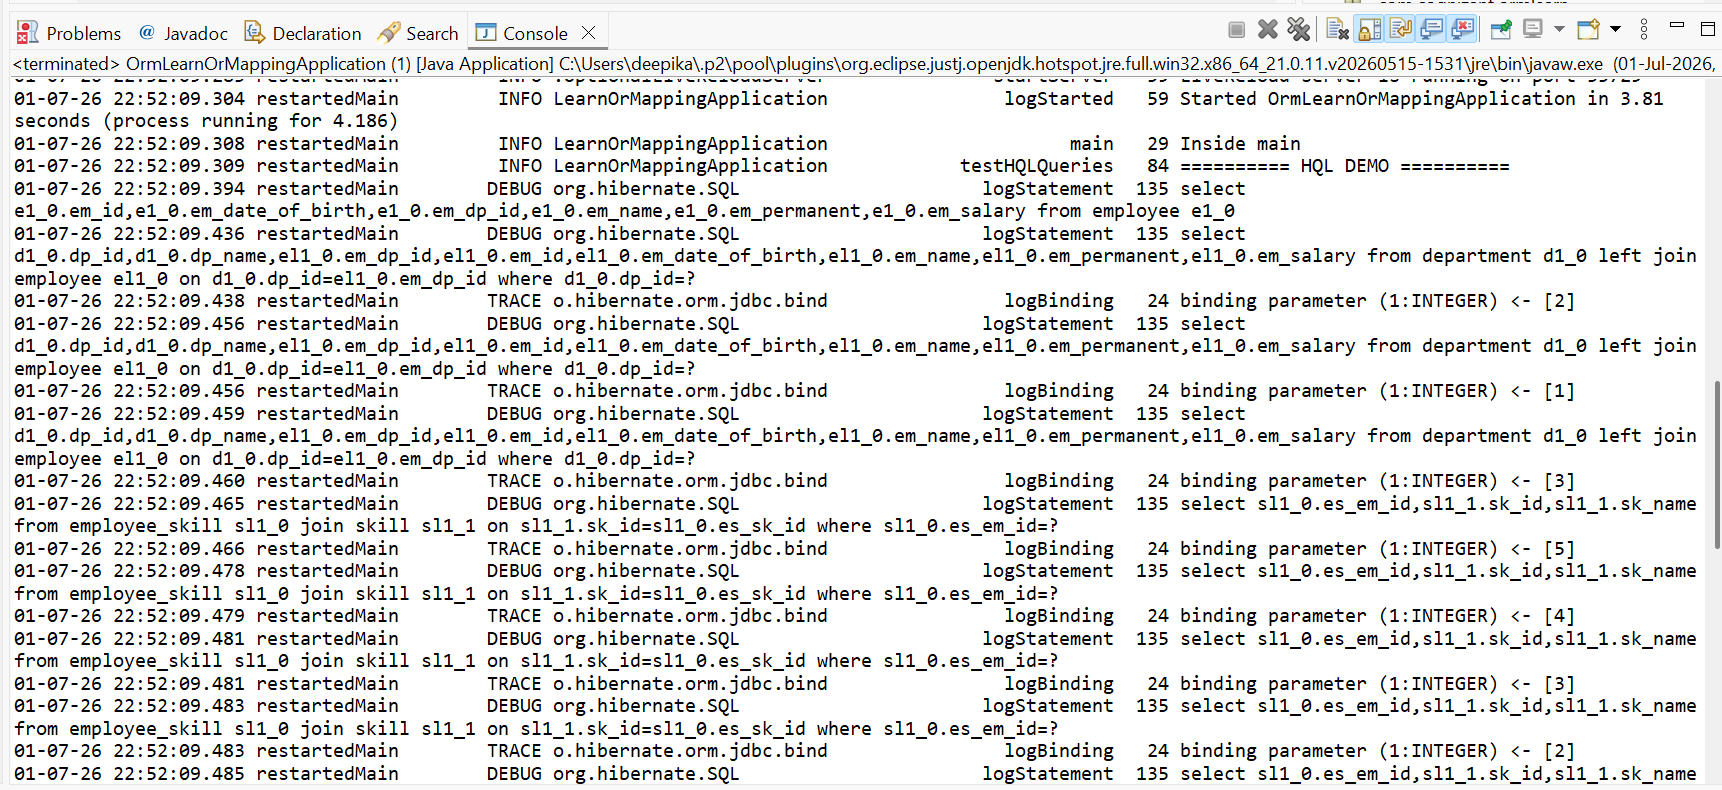 Problems @ Javadoc Declaration Search Console
<terminated> OrmLearnOrMappingApplication (1) [Java Application] C:\Users\deepika\.p2\pool\plugins\org.eclipse.justj.openjdk.hotspot.jre.full.win32.x86_64_21.0.11.v20260515-1531\jre\bin\javaw.exe (01-Jul-2026,
01-07-26 22:52:09.304 restartedMain INFO LearnOrMappingApplication logStarted 59 Started OrmLearnOrMappingApplication in 3.81
seconds (process running for 4.186)
01-07-26 22:52:09.308 restartedMain INFO LearnOrMappingApplication main 29 Inside main
01-07-26 22:52:09.309 restartedMain INFO LearnOrMappingApplication testHQLQueries 84 ========== HQL DEMO ==========
01-07-26 22:52:09.394 restartedMain DEBUG org.hibernate.SQL logStatement 135 select
e1_0.em_id,e1_0.em_date_of_birth,e1_0.em_dp_id,e1_0.em_name,e1_0.em_permanent,e1_0.em_salary from employee e1_0
01-07-26 22:52:09.436 restartedMain DEBUG org.hibernate.SQL logStatement 135 select
d1_0.dp_id,d1_0.dp_name,el1_0.em_dp_id,el1_0.em_id,el1_0.em_date_of_birth,el1_0.em_name,el1_0.em_permanent,el1_0.em_salary from department d1_0 left join
employee el1_0 on d1_0.dp_id=el1_0.em_dp_id where d1_0.dp_id=?
01-07-26 22:52:09.438 restartedMain TRACE o.hibernate.orm.jdbc.bind logBinding 24 binding parameter (1:INTEGER) <- [2]
01-07-26 22:52:09.456 restartedMain DEBUG org.hibernate.SQL logStatement 135 select
d1_0.dp_id,d1_0.dp_name,el1_0.em_dp_id,el1_0.em_id,el1_0.em_date_of_birth,el1_0.em_name,el1_0.em_permanent,el1_0.em_salary from department d1_0 left join
employee el1_0 on d1_0.dp_id=el1_0.em_dp_id where d1_0.dp_id=?
01-07-26 22:52:09.456 restartedMain TRACE o.hibernate.orm.jdbc.bind logBinding 24 binding parameter (1:INTEGER) <- [1]
01-07-26 22:52:09.459 restartedMain DEBUG org.hibernate.SQL logStatement 135 select
d1_0.dp_id,d1_0.dp_name,el1_0.em_dp_id,el1_0.em_id,el1_0.em_date_of_birth,el1_0.em_name,el1_0.em_permanent,el1_0.em_salary from department d1_0 left join
employee el1_0 on d1_0.dp_id=el1_0.em_dp_id where d1_0.dp_id=?
01-07-26 22:52:09.460 restartedMain TRACE o.hibernate.orm.jdbc.bind logBinding 24 binding parameter (1:INTEGER) <- [3]
01-07-26 22:52:09.465 restartedMain DEBUG org.hibernate.SQL logStatement 135 select sl1_0.es_em_id,sl1_1.sk_id,sl1_1.sk_name
from employee_skill sl1_0 join skill sl1_1 on sl1_1.sk_id=sl1_0.es_sk_id where sl1_0.es_em_id=?
01-07-26 22:52:09.466 restartedMain TRACE o.hibernate.orm.jdbc.bind logBinding 24 binding parameter (1:INTEGER) <- [5]
01-07-26 22:52:09.478 restartedMain DEBUG org.hibernate.SQL logStatement 135 select sl1_0.es_em_id,sl1_1.sk_id,sl1_1.sk_name
from employee_skill sl1_0 join skill sl1_1 on sl1_1.sk_id=sl1_0.es_sk_id where sl1_0.es_em_id=?
01-07-26 22:52:09.479 restartedMain TRACE o.hibernate.orm.jdbc.bind logBinding 24 binding parameter (1:INTEGER) <- [4]
01-07-26 22:52:09.481 restartedMain DEBUG org.hibernate.SQL logStatement 135 select sl1_0.es_em_id,sl1_1.sk_id,sl1_1.sk_name
from employee_skill sl1_0 join skill sl1_1 on sl1_1.sk_id=sl1_0.es_sk_id where sl1_0.es_em_id=?
01-07-26 22:52:09.481 restartedMain TRACE o.hibernate.orm.jdbc.bind logBinding 24 binding parameter (1:INTEGER) <- [3]
01-07-26 22:52:09.483 restartedMain DEBUG org.hibernate.SQL logStatement 135 select sl1_0.es_em_id,sl1_1.sk_id,sl1_1.sk_name
from employee_skill sl1_0 join skill sl1_1 on sl1_1.sk_id=sl1_0.es_sk_id where sl1_0.es_em_id=?
01-07-26 22:52:09.483 restartedMain TRACE o.hibernate.orm.jdbc.bind logBinding 24 binding parameter (1:INTEGER) <- [2]
01-07-26 22:52:09.485 restartedMain DEBUG org.hibernate.SQL logStatement 135 select sl1_0.es_em_id,sl1_1.sk_id,sl1_1.sk_name